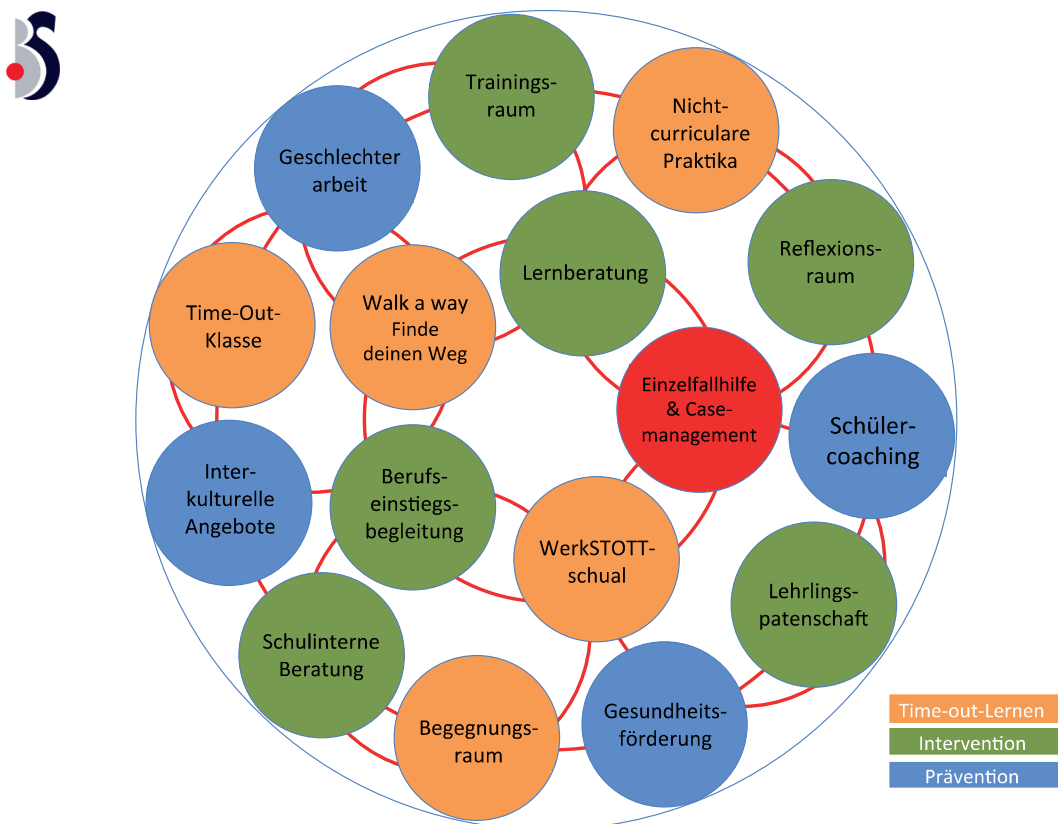 BS
Trainings-
raum
Nicht-
curriculare
Praktika
Geschlechter
arbeit
Reflexions-
raum
Lernberatung
Time-Out-
Klasse
Walk a way
Finde
deinen Weg
Einzelfallhilfe
& Case-
management
Schüler-
coaching
Inter-
kulturelle
Angebote
Berufs-
einstiegs-
begleitung
WerkSTOTT-
schual
Lehrlings-
patenschaft
Schulinterne
Beratung
Begegnungs-
raum
Gesundheits-
förderung
Time-out-Lernen
Intervention
Prävention